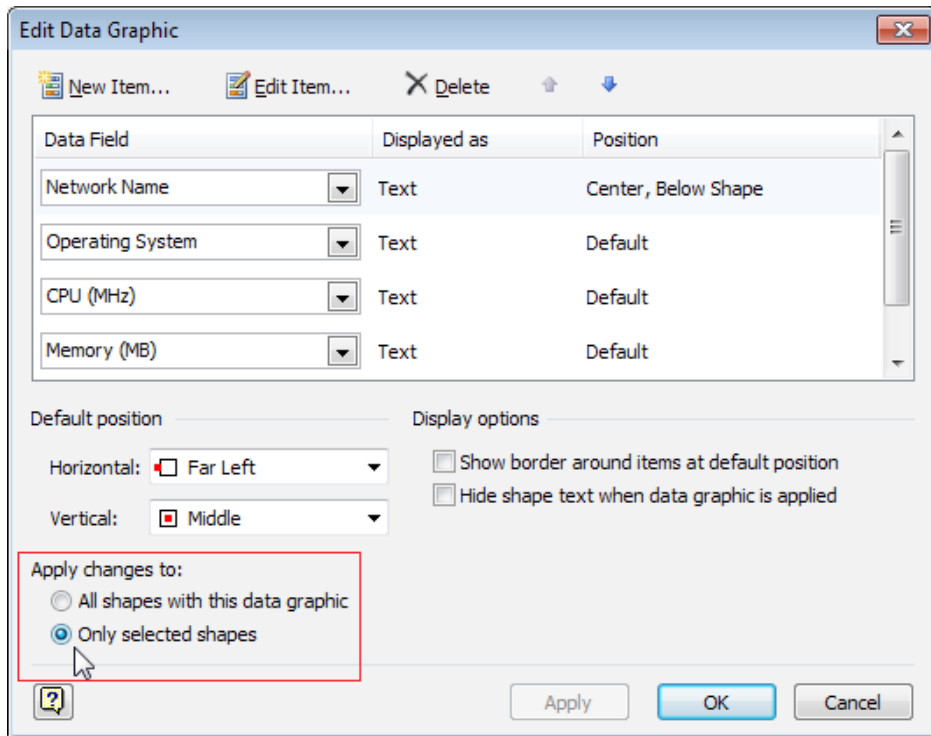 Edit Data Graphic
New Item... Edit Item... Delete
Data Field Displayed as Position
Network Name Text Center, Below Shape
Operating System Text Default
CPU (MHz) Text Default
Memory (MB) Text Default
Default position Display options
Horizontal: Far Left Show border around items at default position
Hide shape text when data graphic is applied
Vertical: Middle
Apply changes to:
All shapes with this data graphic
Only selected shapes
? Apply OK Cancel